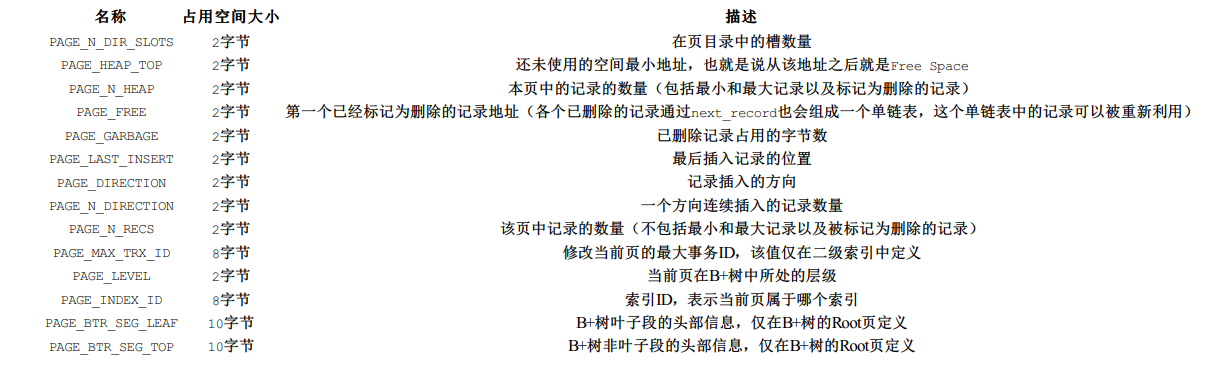 名称 占用空间大小 描述
PAGE_N_DIR_SLOTS 2字节 在页目录中的槽数量
PAGE_HEAP_TOP 2字节 还未使用的空间最小地址，也就是说从该地址之后就是Free Space
PAGE_N_HEAP 2字节 本页中的记录的数量（包括最小和最大记录以及标记为删除的记录）
PAGE_FREE 2字节 第一个已经标记为删除的记录地址（各个已删除的记录通过next_record也会组成一个单链表，这个单链表中的记录可以被重新利用）
PAGE_GARBAGE 2字节 已删除记录占用的字节数
PAGE_LAST_INSERT 2字节 最后插入记录的位置
PAGE_DIRECTION 2字节 记录插入的方向
PAGE_N_DIRECTION 2字节 一个方向连续插入的记录数量
PAGE_N_RECS 2字节 该页中记录的数量（不包括最小和最大记录以及被标记为删除的记录）
PAGE_MAX_TRX_ID 8字节 修改当前页的最大事务ID，该值仅在二级索引中定义
PAGE_LEVEL 2字节 当前页在B+树中所处的层级
PAGE_INDEX_ID 8字节 索引ID，表示当前页属于哪个索引
PAGE_BTR_SEG_LEAF 10字节 B+树叶子段的头部信息，仅在B+树的Root页定义
PAGE_BTR_SEG_TOP 10字节 B+树非叶子段的头部信息，仅在B+树的Root页定义